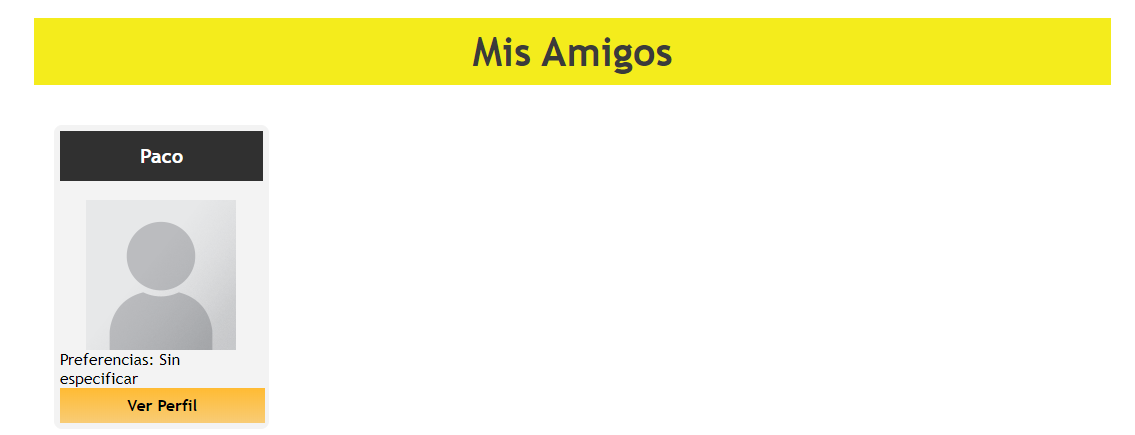 Mis Amigos
Paco
Preferencias: Sin
especificar
Ver Perfil